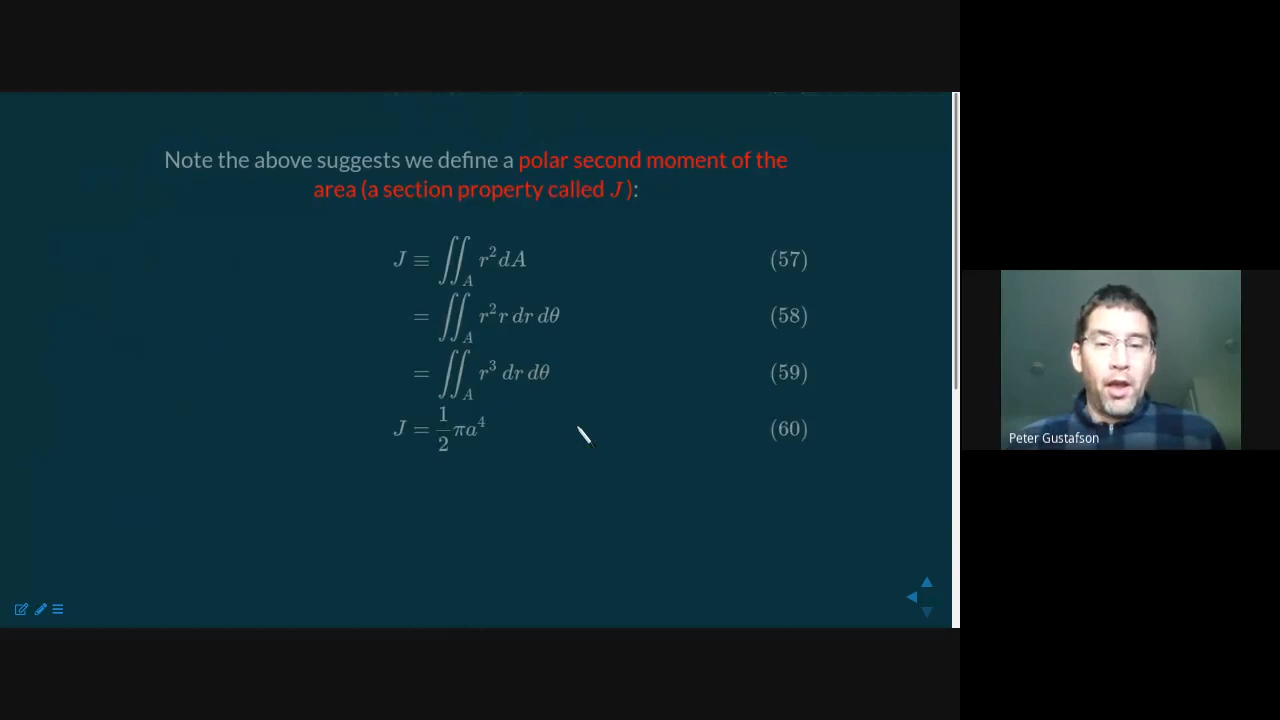 Note the above suggests we define a polar second moment of the
area (a section property called J):
J ≡ ∬_A r² dA (57)
= ∬_A r² r dr dθ (58)
= ∬_A r³ dr dθ (59)
J = 1/2 πa⁴ (60)
Peter Gustafson